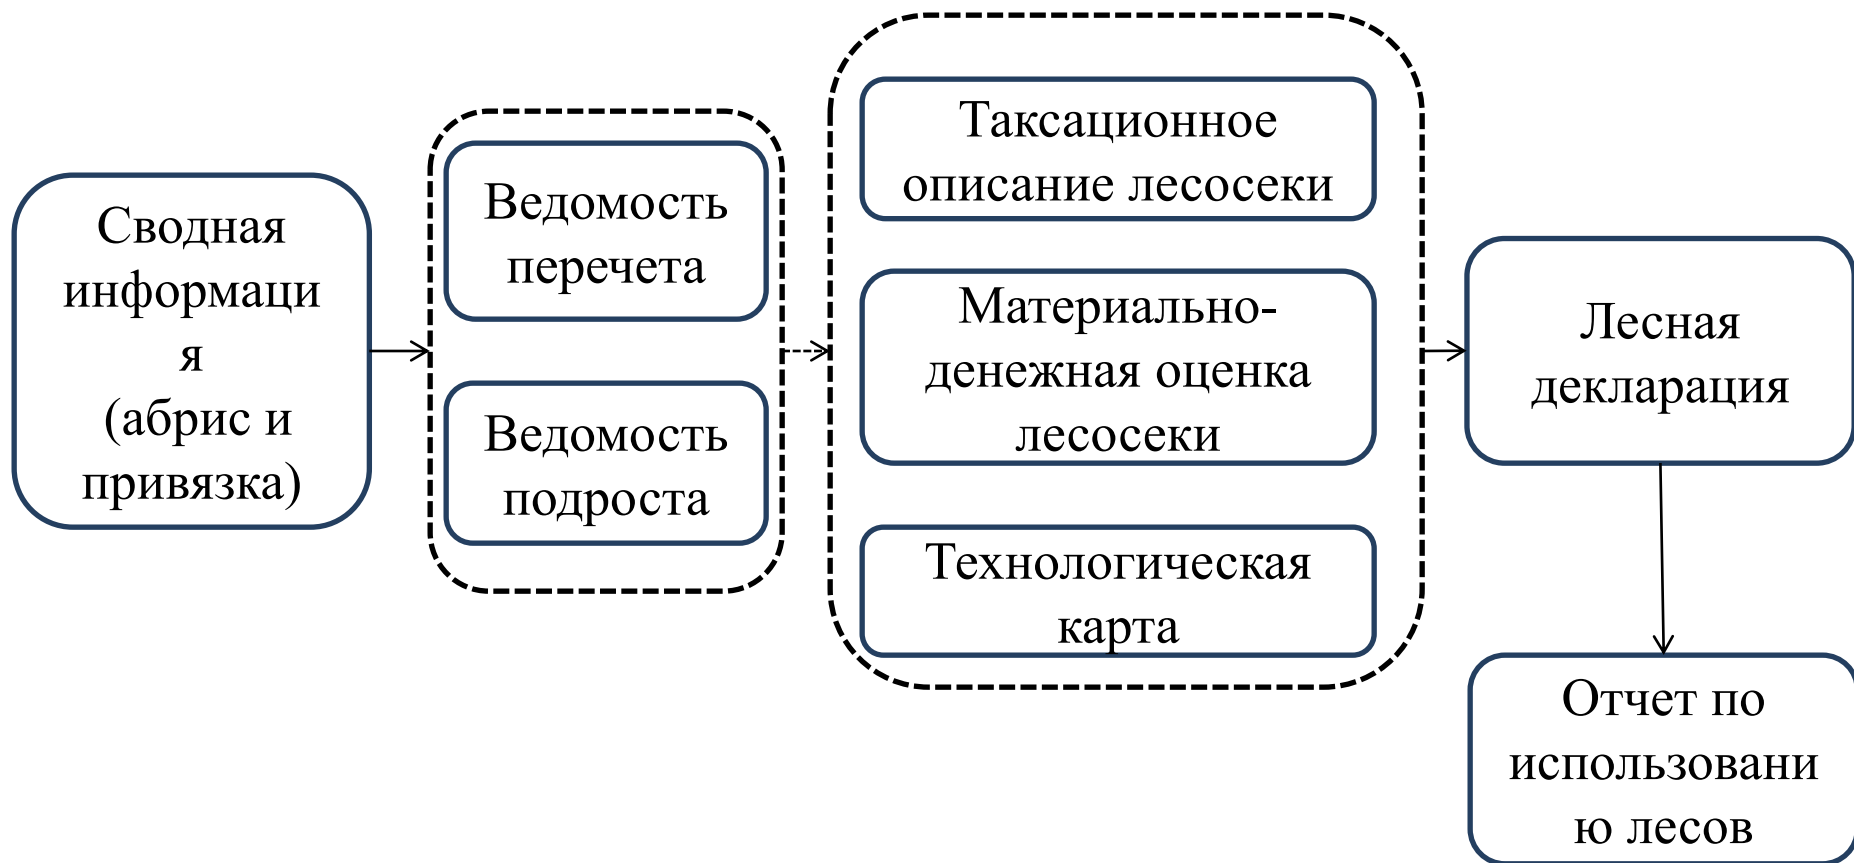 Сводная
информаци
я
(абрис и
привязка)
Ведомость
перечета
Ведомость
подроста
Таксационное
описание лесосеки
Материально-
денежная оценка
лесосеки
Технологическая
карта
Лесная
декларация
Отчет по
использовани
ю лесов